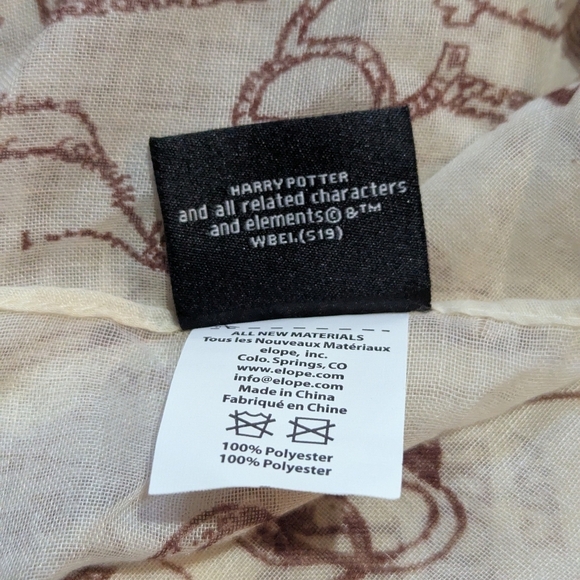 HARRY POTTER
and all related characters
and elements© &™
WBEI.(S19)
ALL NEW MATERIALS
Tous les Nouveaux Matériaux
elope, inc.
Colo. Springs, CO
www.elope.com
info@elope.com
Made in China
Fabriqué en Chine
100% Polyester
100% Polyester